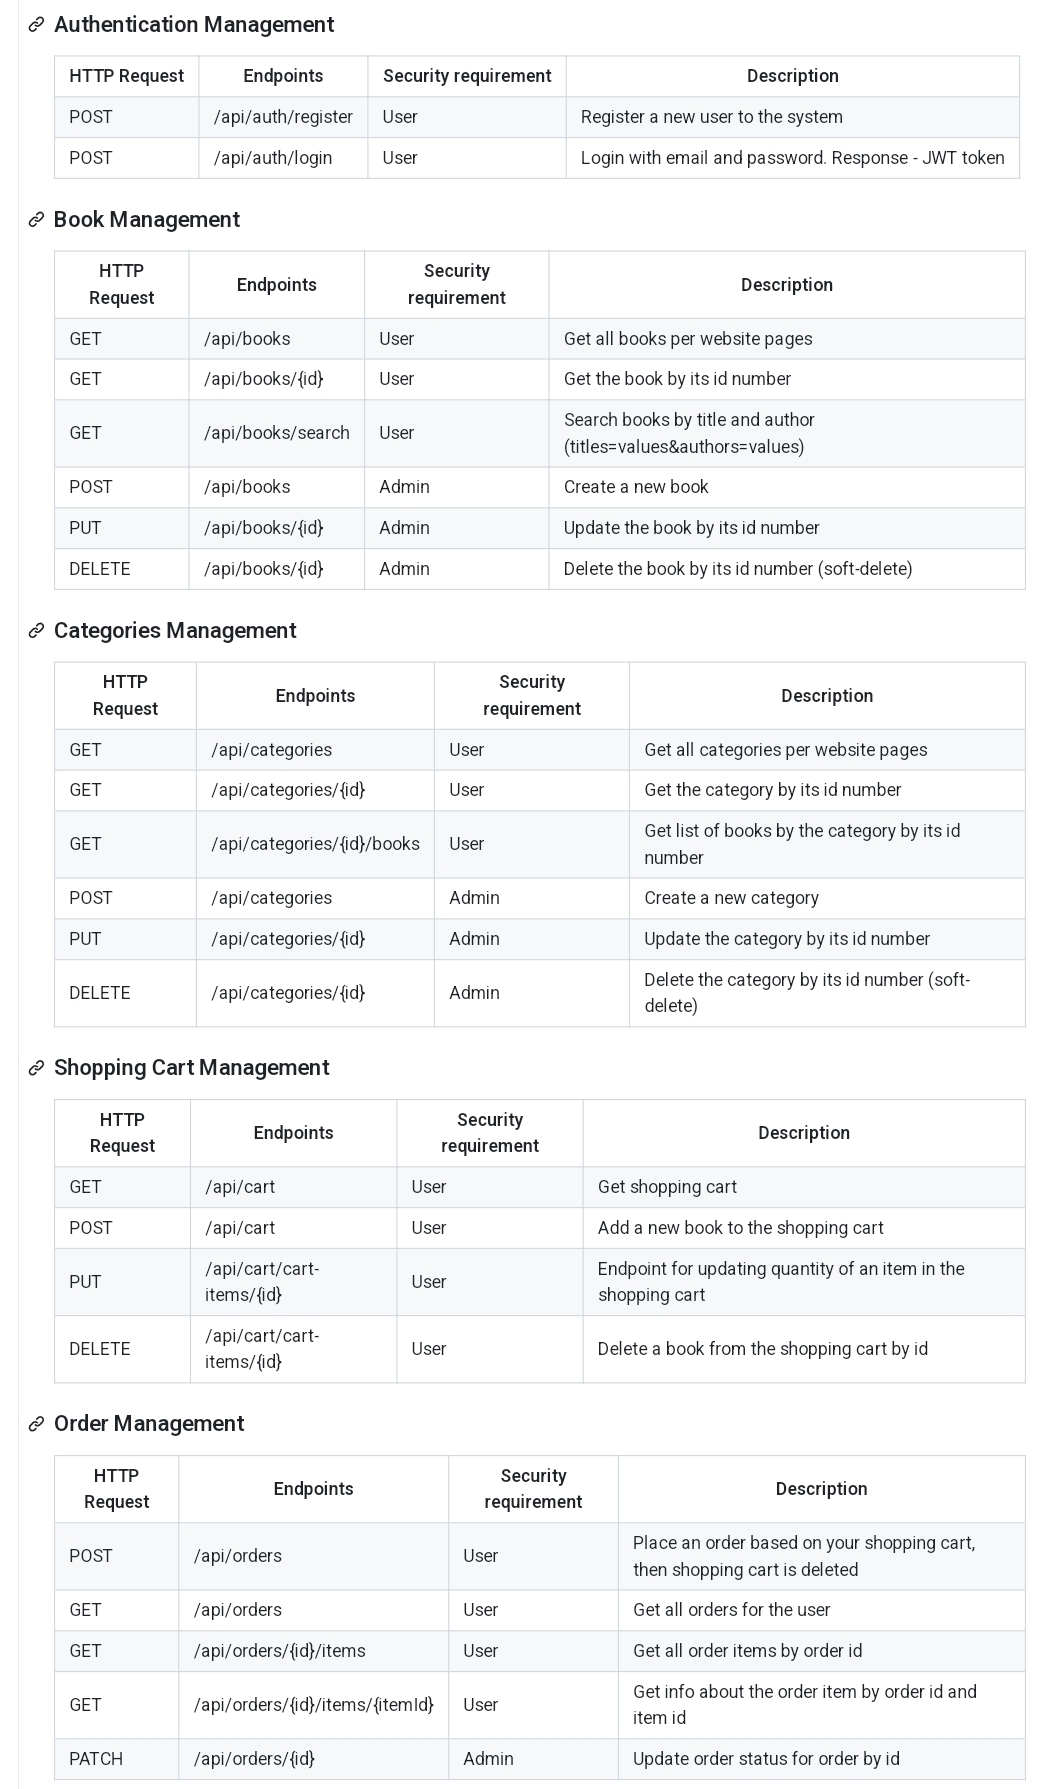 Authentication Management
HTTP Request Endpoints Security requirement Description
POST /api/auth/register User Register a new user to the system
POST /api/auth/login User Login with email and password. Response - JWT token
Book Management
HTTP Request Endpoints Security requirement Description
GET /api/books User Get all books per website pages
GET /api/books/{id} User Get the book by its id number
GET /api/books/search User Search books by title and author (titles=values&authors=values)
POST /api/books Admin Create a new book
PUT /api/books/{id} Admin Update the book by its id number
DELETE /api/books/{id} Admin Delete the book by its id number (soft-delete)
Categories Management
HTTP Request Endpoints Security requirement Description
GET /api/categories User Get all categories per website pages
GET /api/categories/{id} User Get the category by its id number
GET /api/categories/{id}/books User Get list of books by the category by its id number
POST /api/categories Admin Create a new category
PUT /api/categories/{id} Admin Update the category by its id number
DELETE /api/categories/{id} Admin Delete the category by its id number (soft-delete)
Shopping Cart Management
HTTP Request Endpoints Security requirement Description
GET /api/cart User Get shopping cart
POST /api/cart User Add a new book to the shopping cart
PUT /api/cart/cart-items/{id} User Endpoint for updating quantity of an item in the shopping cart
DELETE /api/cart/cart-items/{id} User Delete a book from the shopping cart by id
Order Management
HTTP Request Endpoints Security requirement Description
POST /api/orders User Place an order based on your shopping cart, then shopping cart is deleted
GET /api/orders User Get all orders for the user
GET /api/orders/{id}/items User Get all order items by order id
GET /api/orders/{id}/items/{itemId} User Get info about the order item by order id and item id
PATCH /api/orders/{id} Admin Update order status for order by id